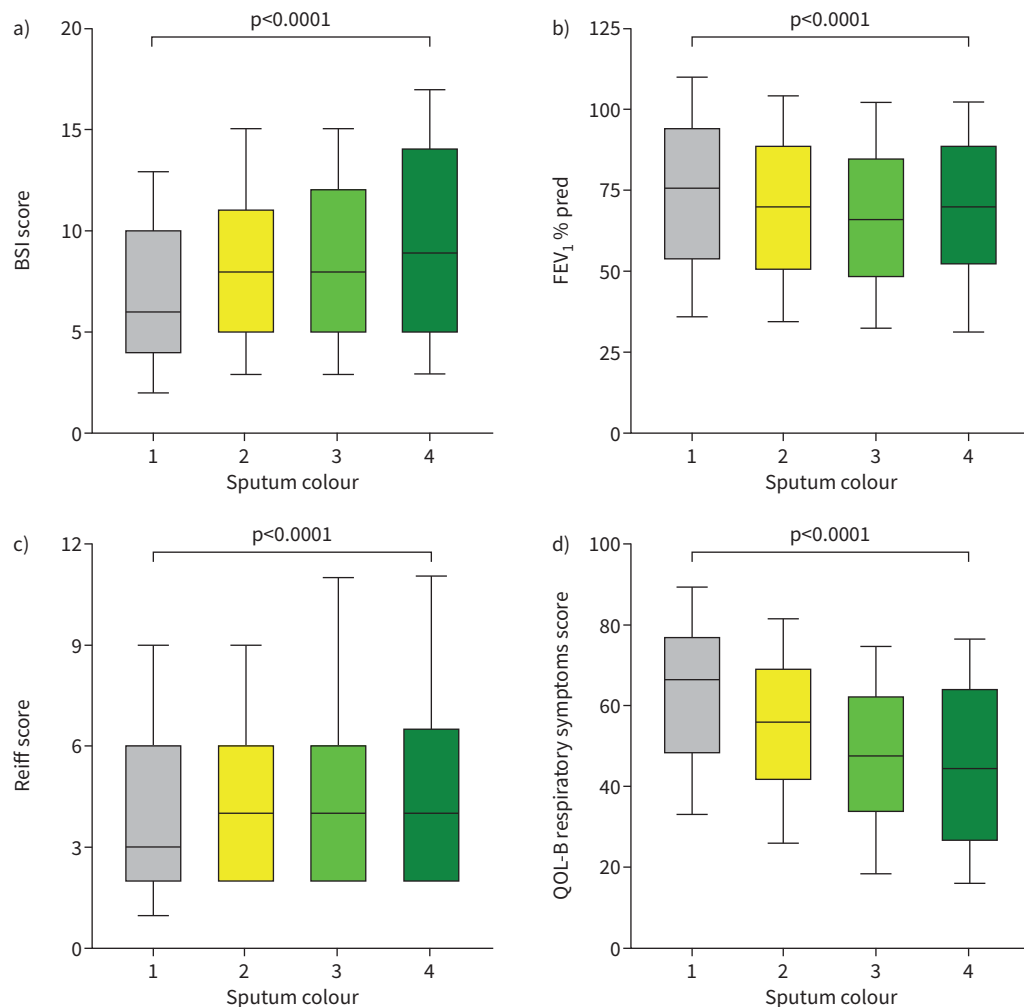 a)
p<0.0001
20
15
10
5
0
BSI score
1 2 3 4
Sputum colour
b)
p<0.0001
125
100
75
50
25
0
FEV1 % pred
1 2 3 4
Sputum colour
c)
p<0.0001
12
9
6
3
0
Reiff score
1 2 3 4
Sputum colour
d)
p<0.0001
100
80
60
40
20
0
QOL-B respiratory symptoms score
1 2 3 4
Sputum colour